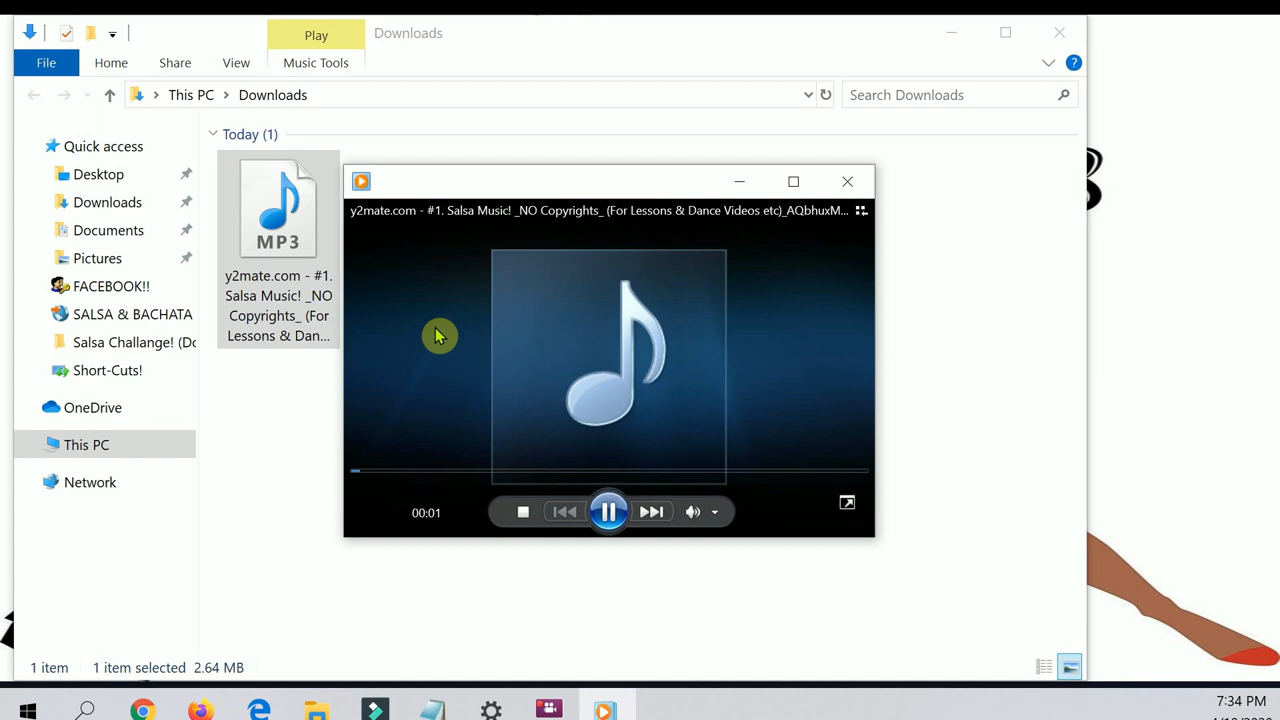 Play
Downloads
File
Home
Share
View
Music Tools
This PC
Downloads
Search Downloads
Quick access
Desktop
Downloads
Documents
Pictures
FACEBOOK!!
SALSA & BACHATA
Salsa Challange! (Do
Short-Cuts!
OneDrive
This PC
Network
Today (1)
MP3
y2mate.com - #1.
Salsa Music! _NO
Copyrights_ (For
Lessons & Dan...
y2mate.com - #1. Salsa Music! _NO Copyrights_ (For Lessons & Dance Videos etc)_AQbhuxM...
00:01
1 item
1 item selected 2.64 MB
7:34 PM